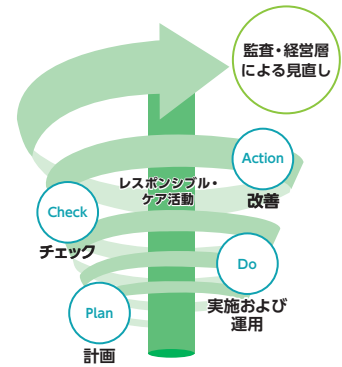 監査・経営層
による見直し
Action
改善
レスポンシブル・
ケア活動
Check
チェック
Do
実施および
運用
Plan
計画